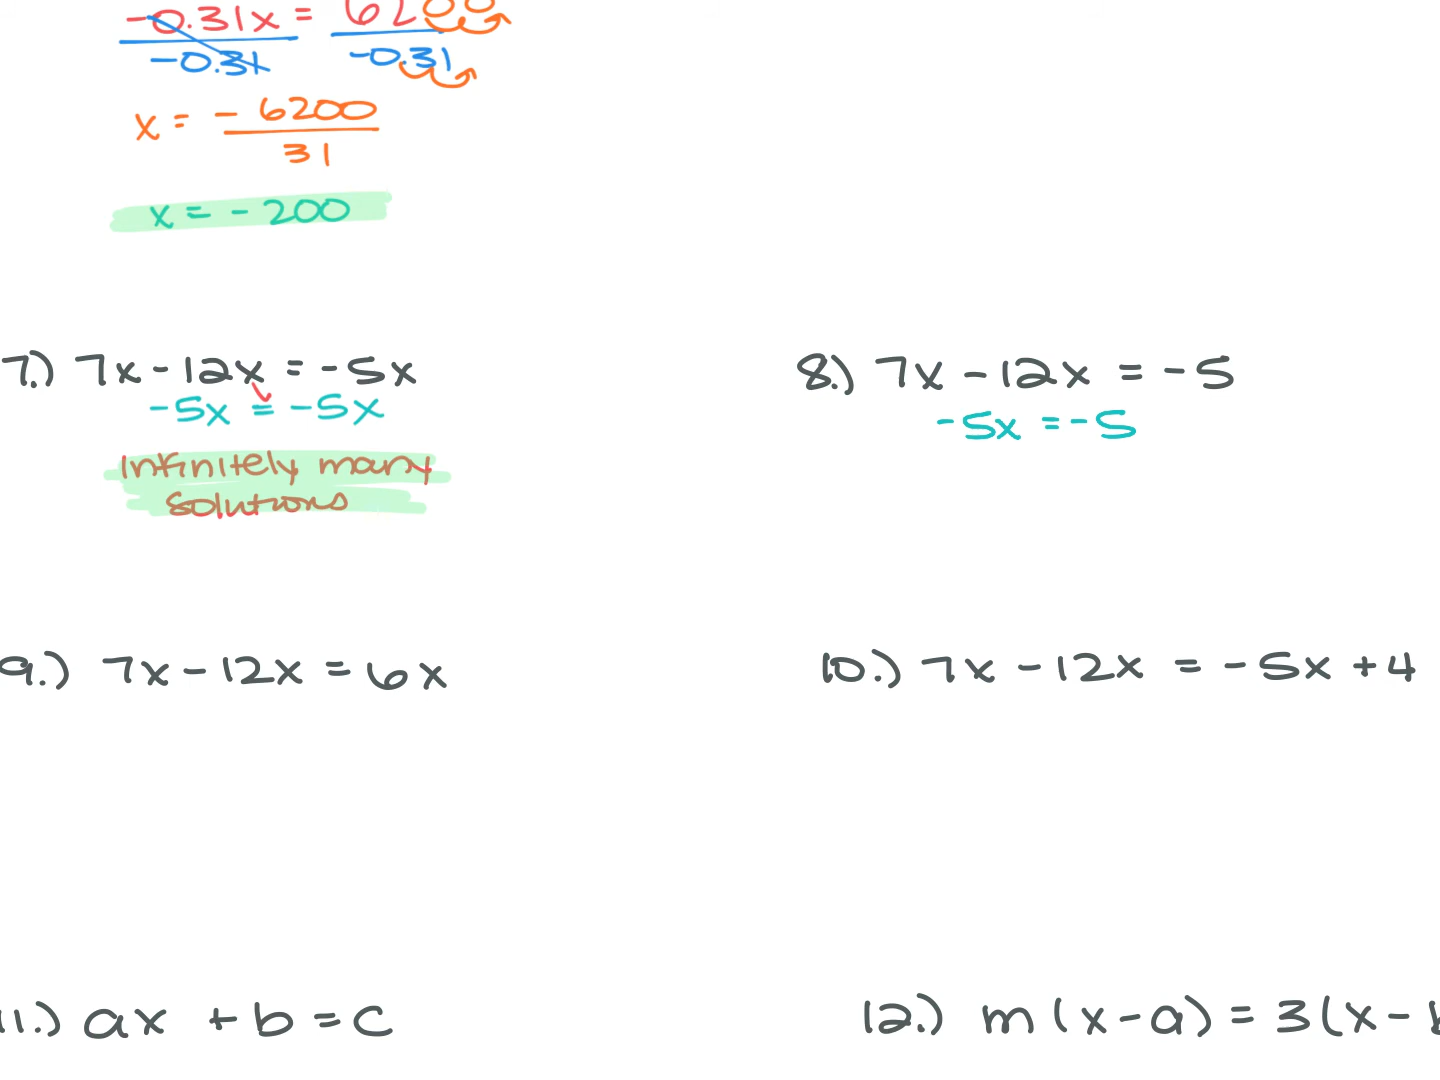 -0.31x = 6200
-0.31 -0.31
x = - 6200
31
x = - 200
7.) 7x - 12x = -5x
-5x = -5x
infinitely many
solutions
8.) 7x - 12x = -5
-5x = -5
9.) 7x - 12x = 6x
10.) 7x - 12x = -5x + 4
11.) ax + b = c
12.) m(x - a) = 3(x -